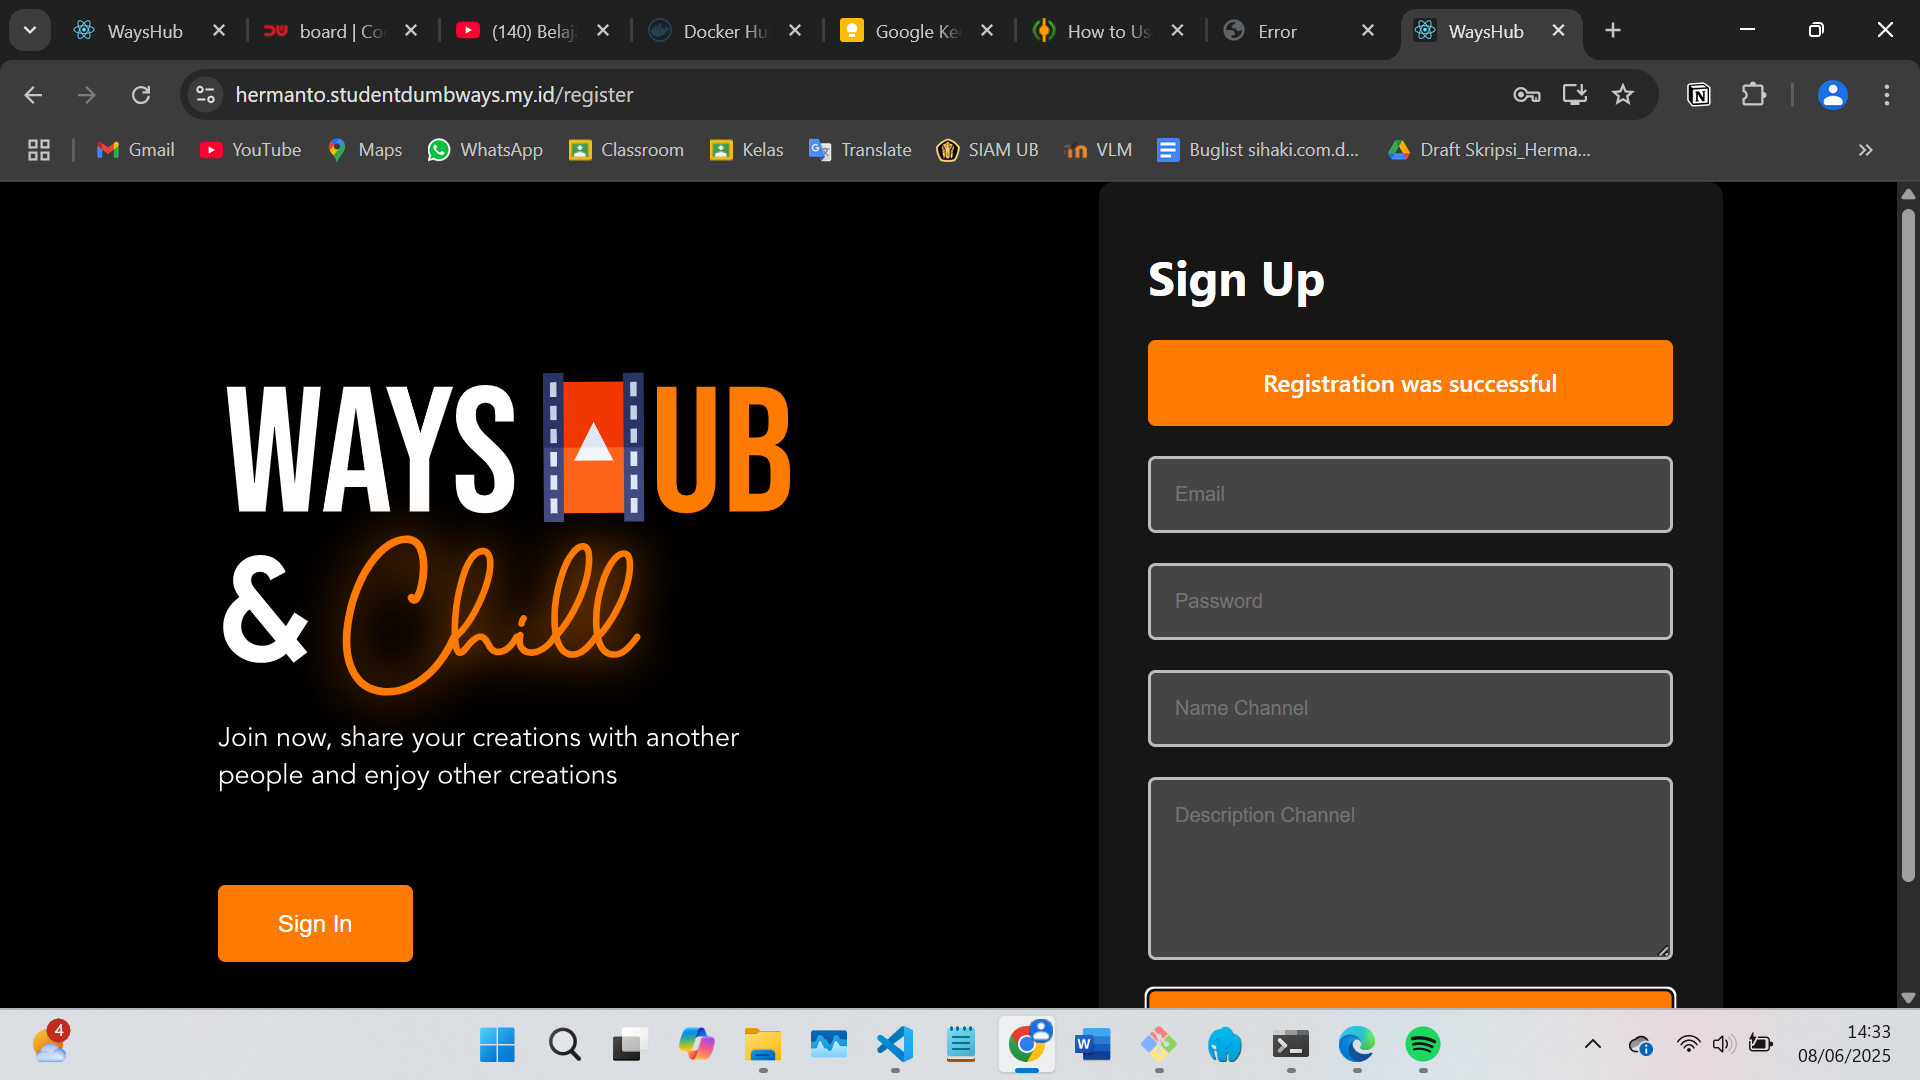 WaysHub
board | Co
(140) Belaja
Docker Hu
Google Ke
How to Us
Error
WaysHub
hermanto.studentdumbways.my.id/register
Gmail
YouTube
Maps
WhatsApp
Classroom
Kelas
Translate
SIAM UB
VLM
Buglist sihaki.com.d...
Draft Skripsi_Herma...
Sign Up
Registration was successful
Email
Password
Name Channel
Description Channel
WAYS UB
& Chill
Join now, share your creations with another
people and enjoy other creations
Sign In
4
14:33
08/06/2025